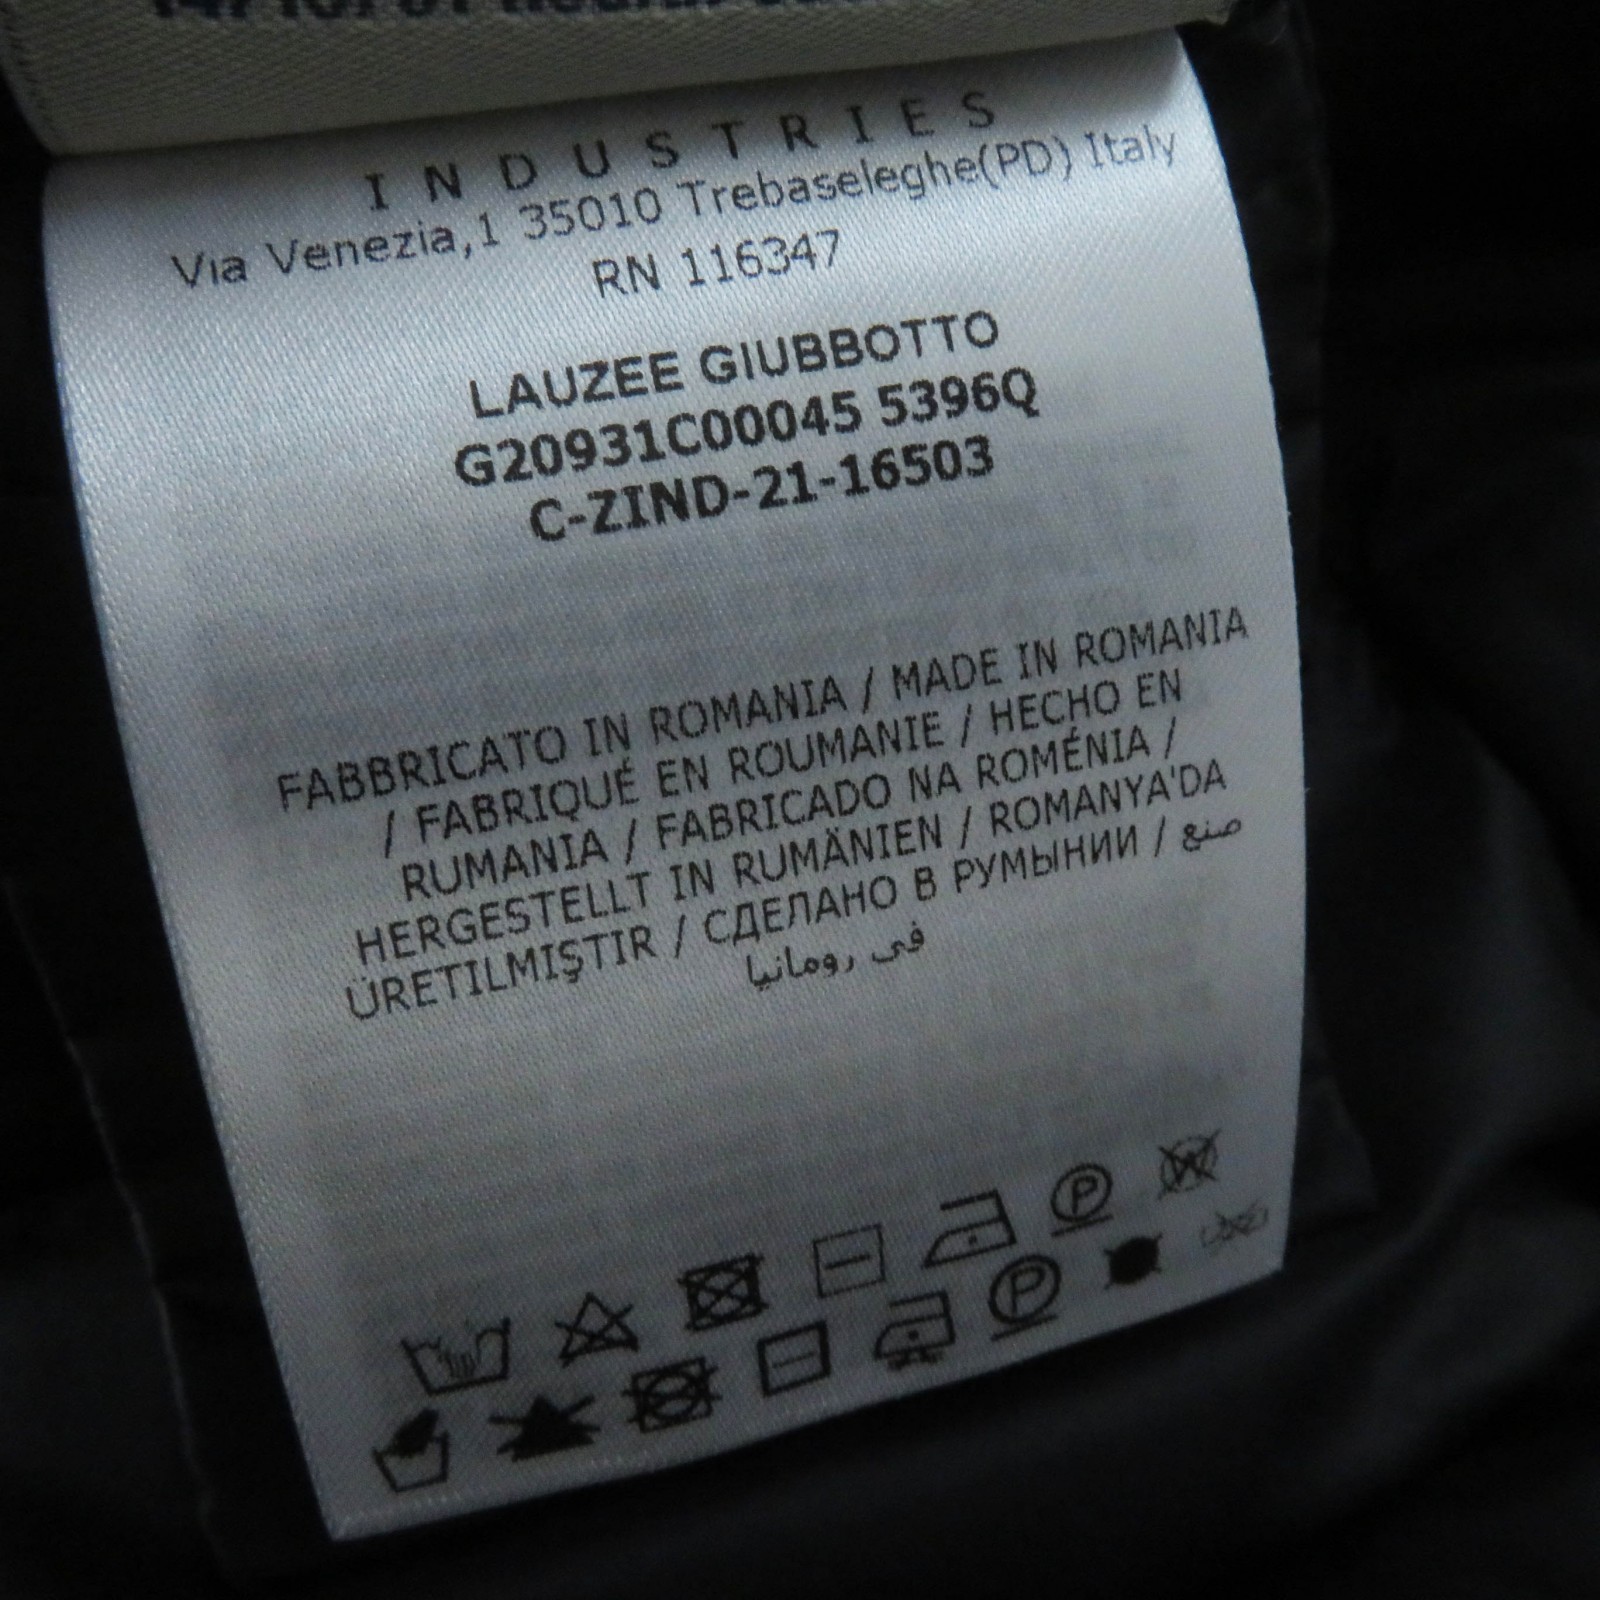 INDUSTRIES
Via Venezia,1 35010 Trebaseleghe(PD) Italy
RN 116347
LAUZEE GIUBBOTTO
G20931C00045 5396Q
C-ZIND-21-16503
FABBRICATO IN ROMANIA / MADE IN ROMANIA
/ FABRIQUÉ EN ROUMANIE / HECHO EN
RUMANIA / FABRICADO NA ROMÉNIA /
HERGESTELLT IN RUMÄNIEN / ROMANYA'DA
ÜRETILMIŞTIR / СДЕЛАНО В РУМЫНИИ / صنع
في رومانيا
P W
P